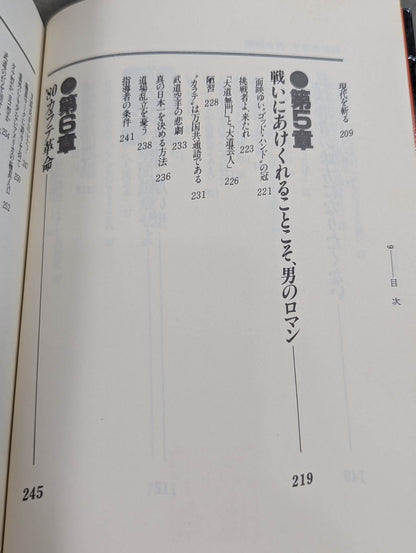 現代を斬る 209
●第5章
戦いにあけくれることこそ、男のロマン 219
“面映ゆい”ゴッド・ハンド”の冠 221
挑戦者よ、来たれ 223
「大道無門」と「大道芸人」 226
陋習 228
“カラテ”は万国共通語である 231
武道空手の悲劇 233
真の日本一を決める方法 236
道場乱立を憂う 238
指導者の条件 241
●第6章
'80カラテ革命 245
252
9 目次